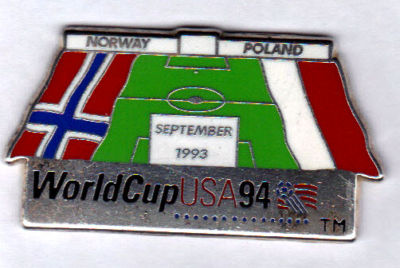 NORWAY POLAND
SEPTEMBER
1993
WorldCupUSA94
TM